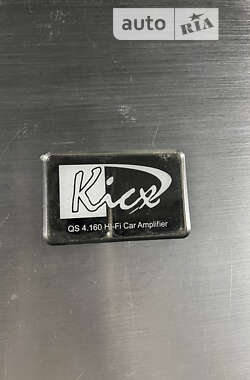 auto RIA
Kicx
QS 4.160 Hi-Fi Car Amplifier